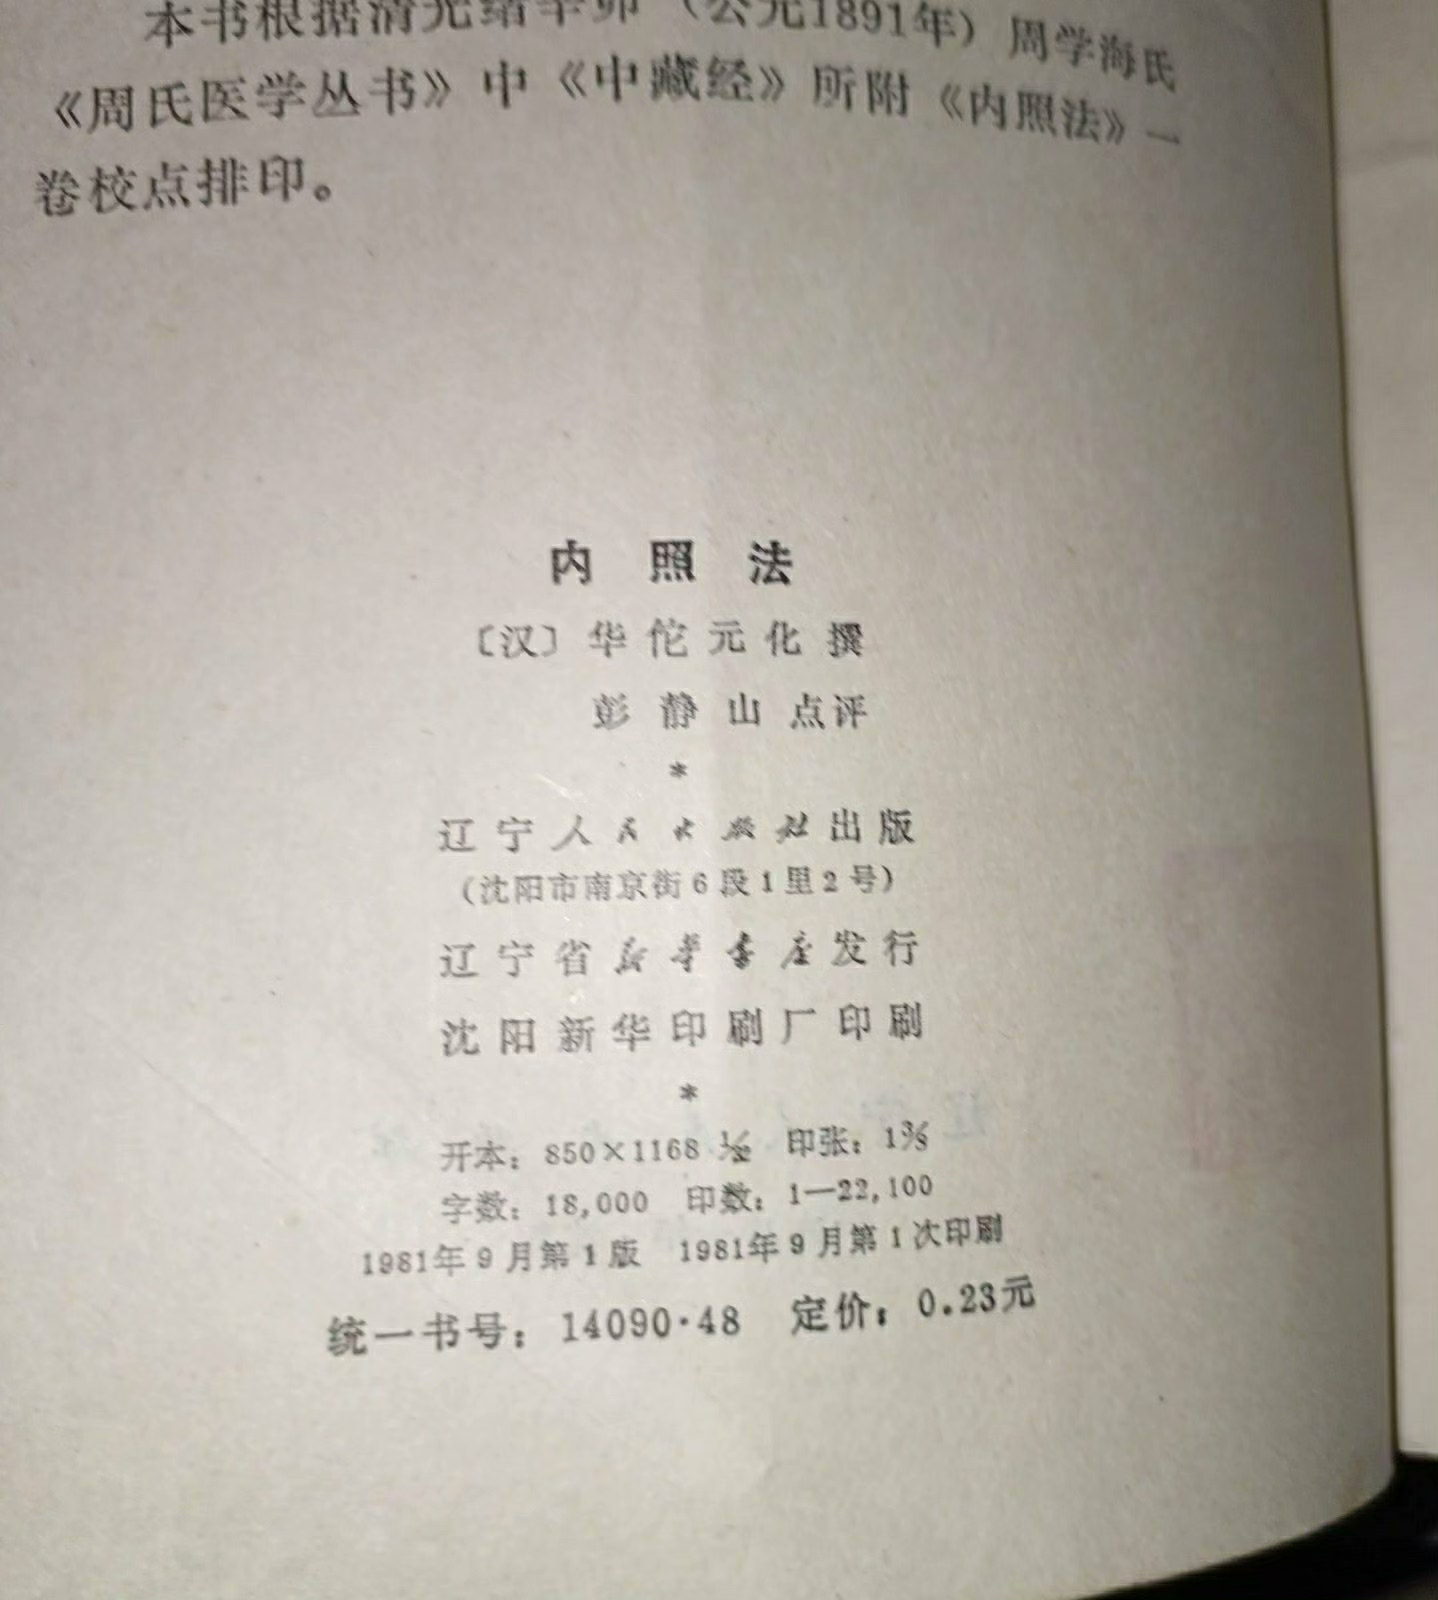 本书根据清光绪辛卯（公元1891年）周学海氏
《周氏医学丛书》中《中藏经》所附《内照法》一
卷校点排印。
内照法
〔汉〕华佗元化撰
彭静山点评
*
辽宁人民出版社出版
（沈阳市南京街6段1里2号）
辽宁省新华书店发行
沈阳新华印刷厂印刷
*
开本：850×1168 1/32 印张：1 3/8
字数：18,000 印数：1—22,100
1981年9月第1版 1981年9月第1次印刷
统一书号：14090·48 定价：0.23元